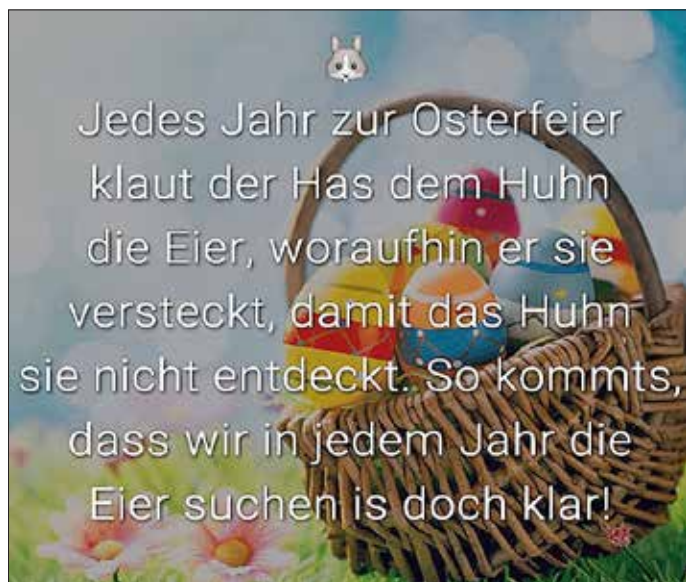 Jedes Jahr zur Osterfeier
klaut der Has dem Huhn
die Eier, woraufhin er sie
versteckt, damit das Huhn
sie nicht entdeckt. So kommts,
dass wir in jedem Jahr die
Eier suchen is doch klar!